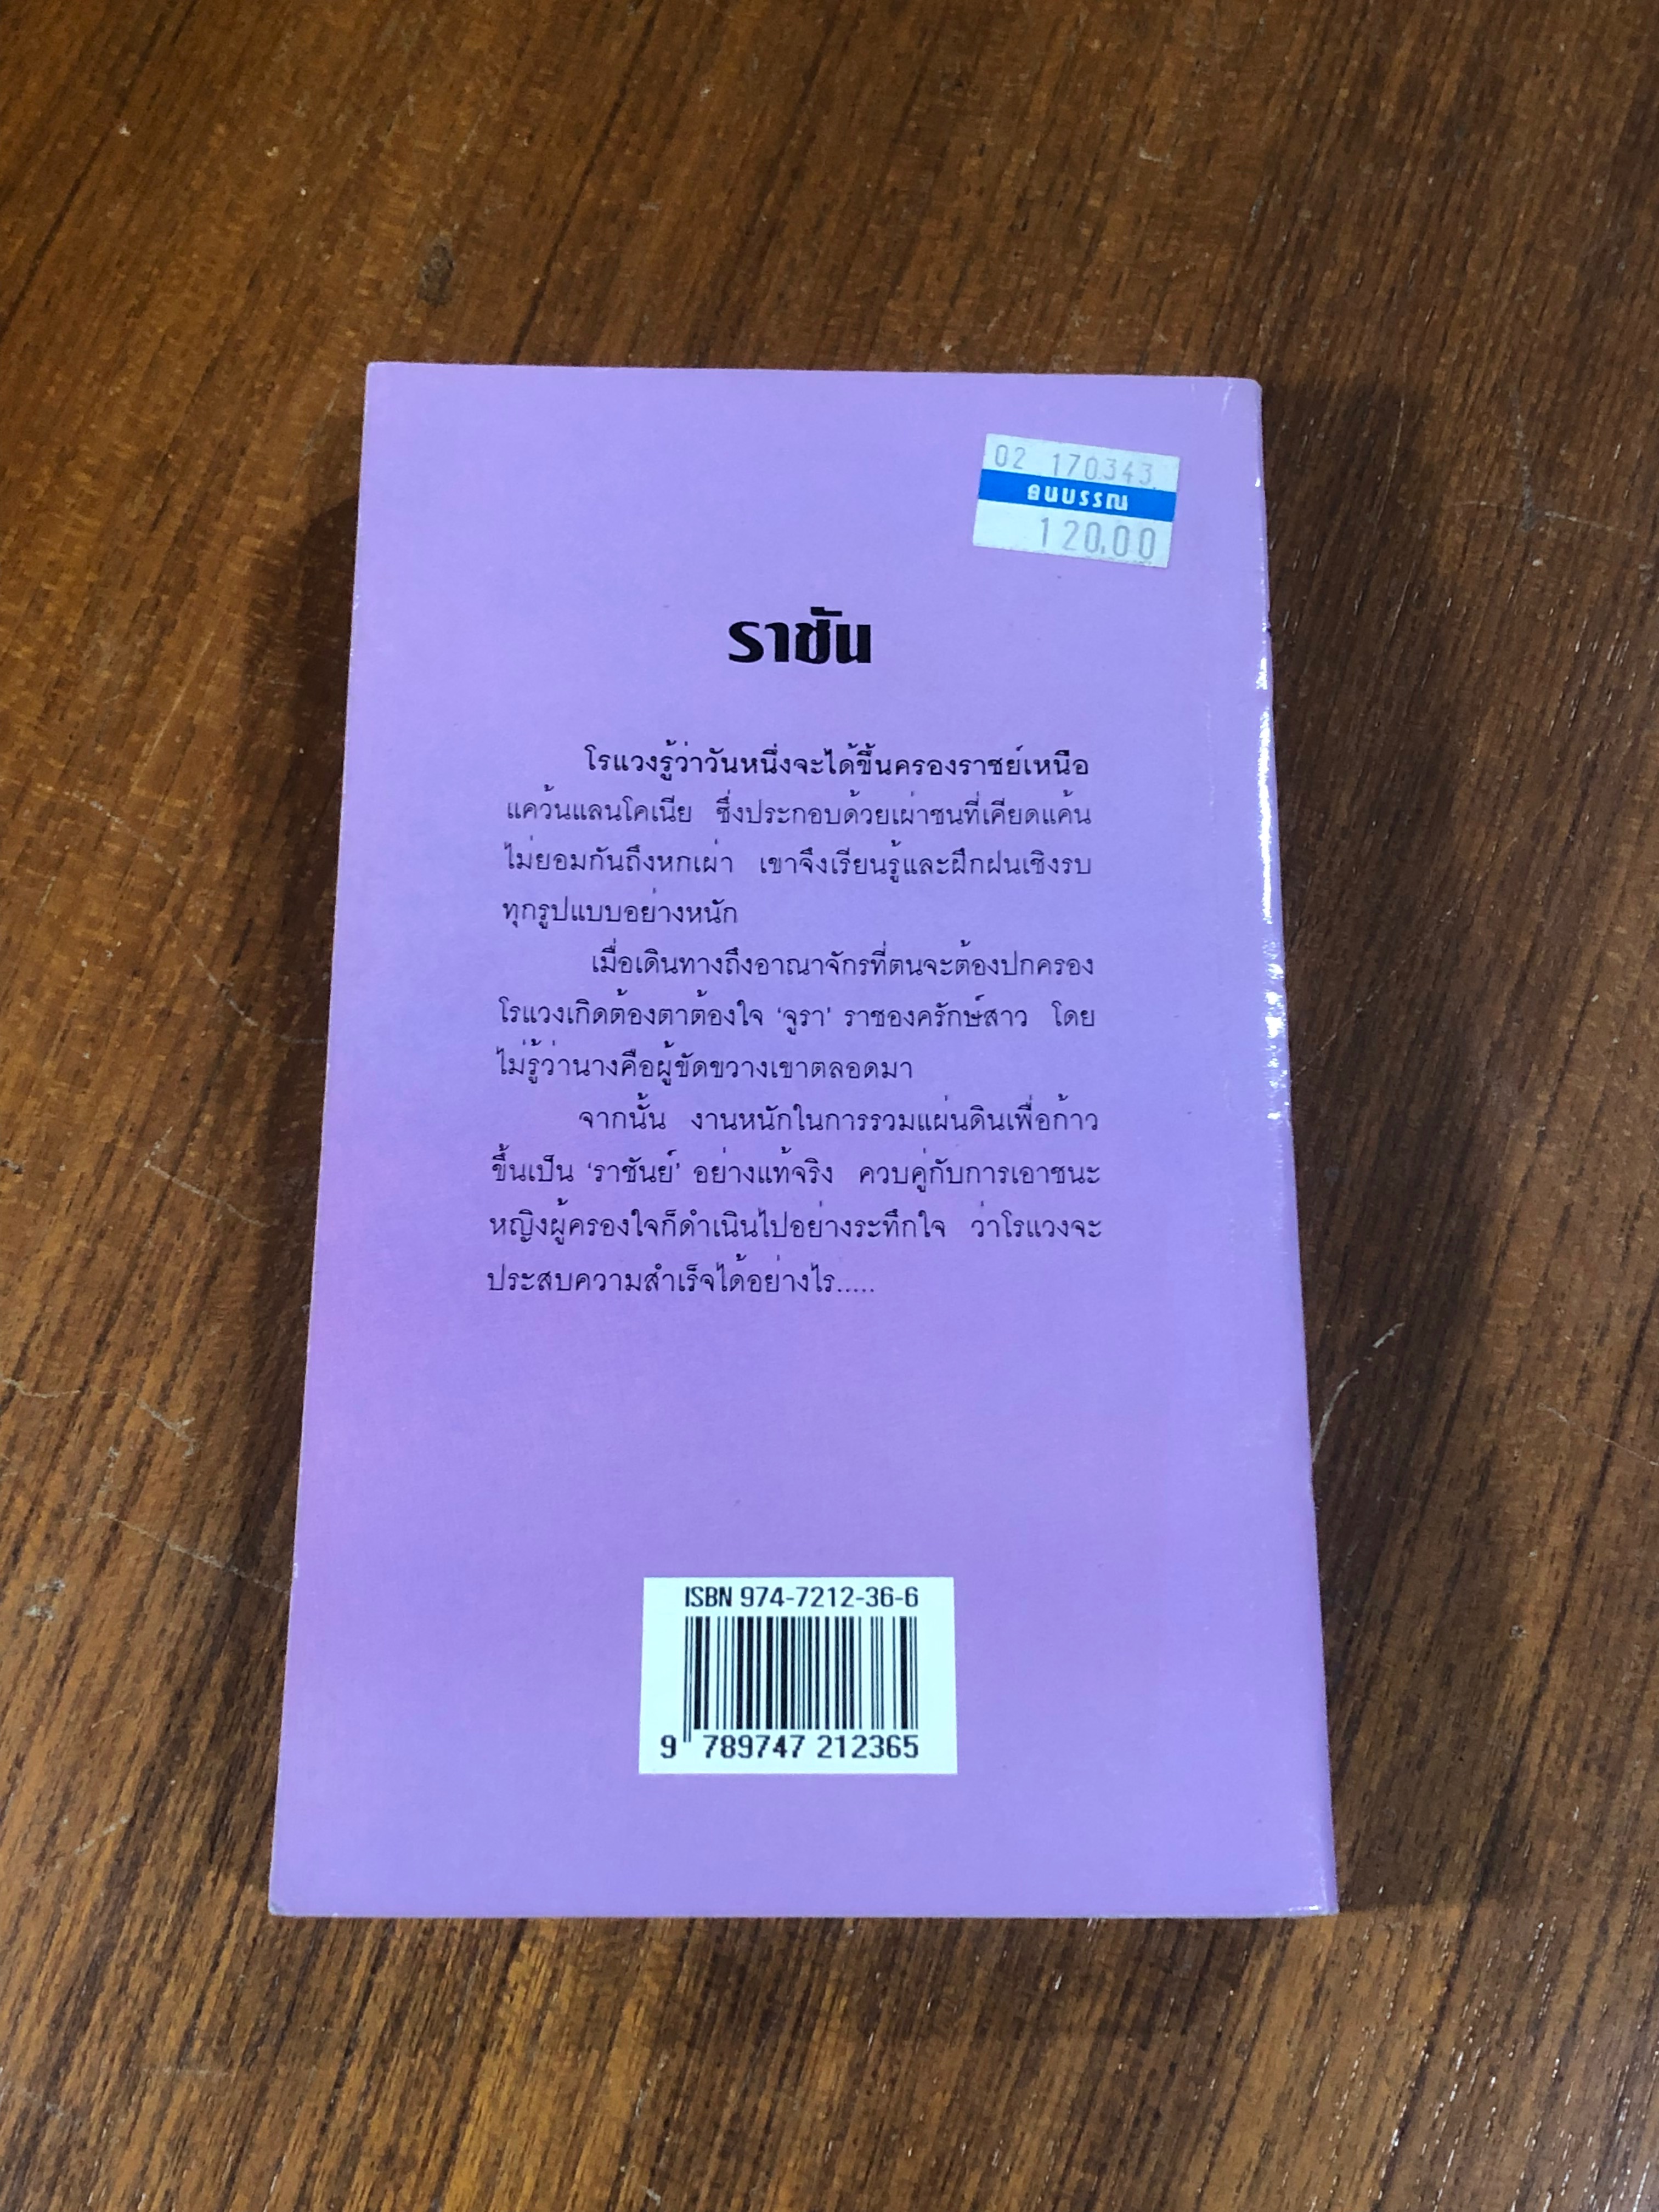 02 170343
ธนบรรณ
120.00
ราชัน
โรแวงรู้ว่าวันหนึ่งจะได้ขึ้นครองราชย์เหนือ
แคว้นแลนโคเนีย ซึ่งประกอบด้วยเผ่าชนที่เคียดแค้น
ไม่ยอมกันถึงหกเผ่า เขาจึงเรียนรู้และฝึกฝนเชิงรบ
ทุกรูปแบบอย่างหนัก
เมื่อเดินทางถึงอาณาจักรที่ตนจะต้องปกครอง
โรแวงเกิดต้องตาต้องใจ ‘จูรา’ ราชองครักษ์สาว โดย
ไม่รู้ว่านางคือผู้ขัดขวางเขาตลอดมา
จากนั้น งานหนักในการรวมแผ่นดินเพื่อก้าว
ขึ้นเป็น ‘ราชันย์’ อย่างแท้จริง ควบคู่กับการเอาชนะ
หญิงผู้ครองใจก็ดำเนินไปอย่างระทึกใจ ว่าโรแวงจะ
ประสบความสำเร็จได้อย่างไร.....
ISBN 974-7212-36-6
9 789747 212365